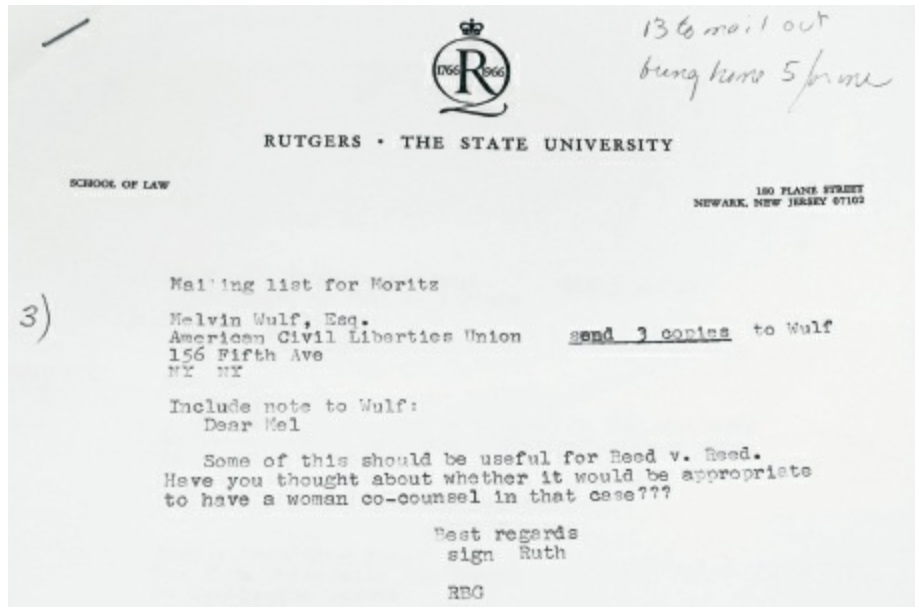 13 to mail out
bring home 5 for me
1766 R 1966
RUTGERS • THE STATE UNIVERSITY
SCHOOL OF LAW
180 PLANE STREET
NEWARK, NEW JERSEY 07102
Mailing list for Moritz
3)
Melvin Wulf, Esq.
American Civil Liberties Union send 3 copies to Wulf
156 Fifth Ave
NY NY
Include note to Wulf:
Dear Mel
Some of this should be useful for Reed v. Reed.
Have you thought about whether it would be appropriate
to have a woman co-counsel in that case???
Best regards
sign Ruth
RBG